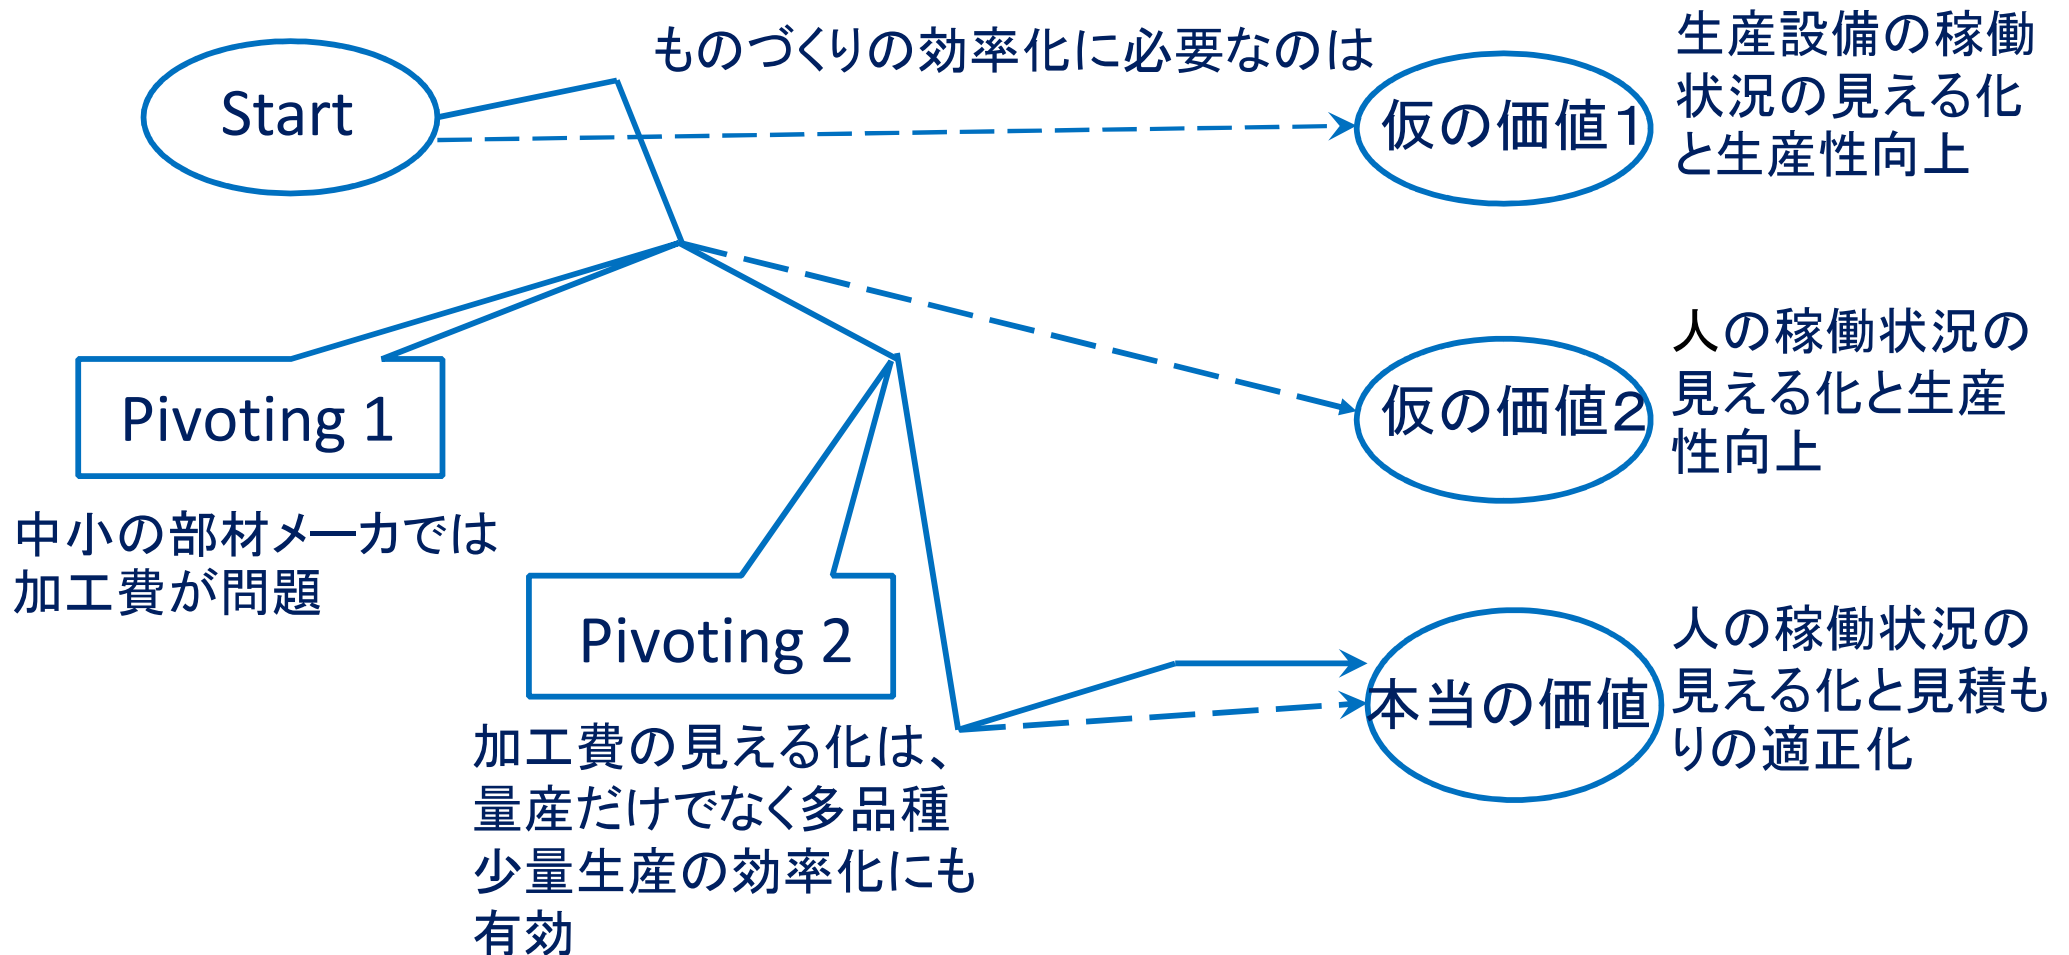 ものづくりの効率化に必要なのは
Start
仮の価値1
生産設備の稼働
状況の見える化
と生産性向上
Pivoting 1
中小の部材メーカでは
加工費が問題
仮の価値2
人の稼働状況の
見える化と生産
性向上
Pivoting 2
加工費の見える化は、
量産だけでなく多品種
少量生産の効率化にも
有効
本当の価値
人の稼働状況の
見える化と見積も
りの適正化